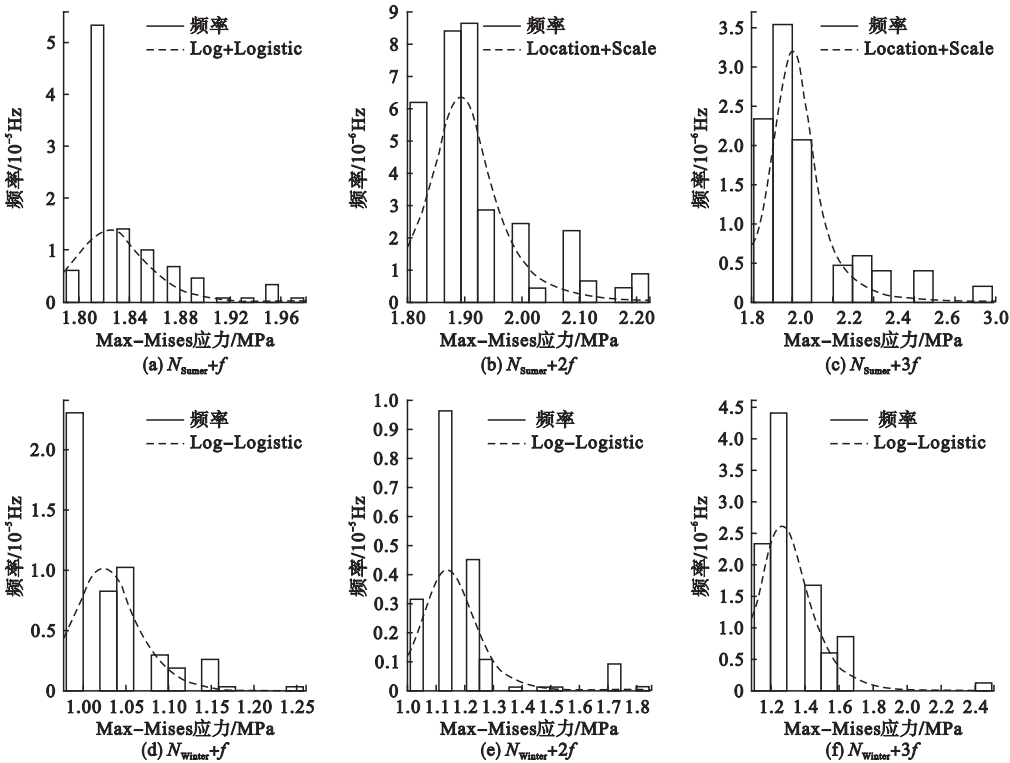 频率/10⁻⁵Hz
5
4
3
2
1
0
频率
Log+Logistic
1.80 1.84 1.88 1.92 1.96
Max-Mises应力/MPa
(a) N_Sumer+f
频率/10⁻⁶Hz
9
8
7
6
5
4
3
2
1
0
频率
Location+Scale
1.80 1.90 2.00 2.10 2.20
Max-Mises应力/MPa
(b) N_Sumer+2f
频率/10⁻⁶Hz
3.5
3.0
2.5
2.0
1.5
1.0
0.5
0
频率
Location+Scale
1.8 2.0 2.2 2.4 2.6 2.8 3.0
Max-Mises应力/MPa
(c) N_Sumer+3f
频率/10⁻⁵Hz
2.0
1.5
1.0
0.5
0
频率
Log-Logistic
1.00 1.05 1.10 1.15 1.20 1.25
Max-Mises应力/MPa
(d) N_Winter+f
频率/10⁻⁵Hz
1.0
0.9
0.8
0.7
0.6
0.5
0.4
0.3
0.2
0.1
0
频率
Log-Logistic
1.0 1.1 1.2 1.3 1.4 1.5 1.6 1.7 1.8
Max-Mises应力/MPa
(e) N_Winter+2f
频率/10⁻⁶Hz
4.5
4.0
3.5
3.0
2.5
2.0
1.5
1.0
0.5
0
频率
Log-Logistic
1.2 1.4 1.6 1.8 2.0 2.2 2.4
Max-Mises应力/MPa
(f) N_Winter+3f